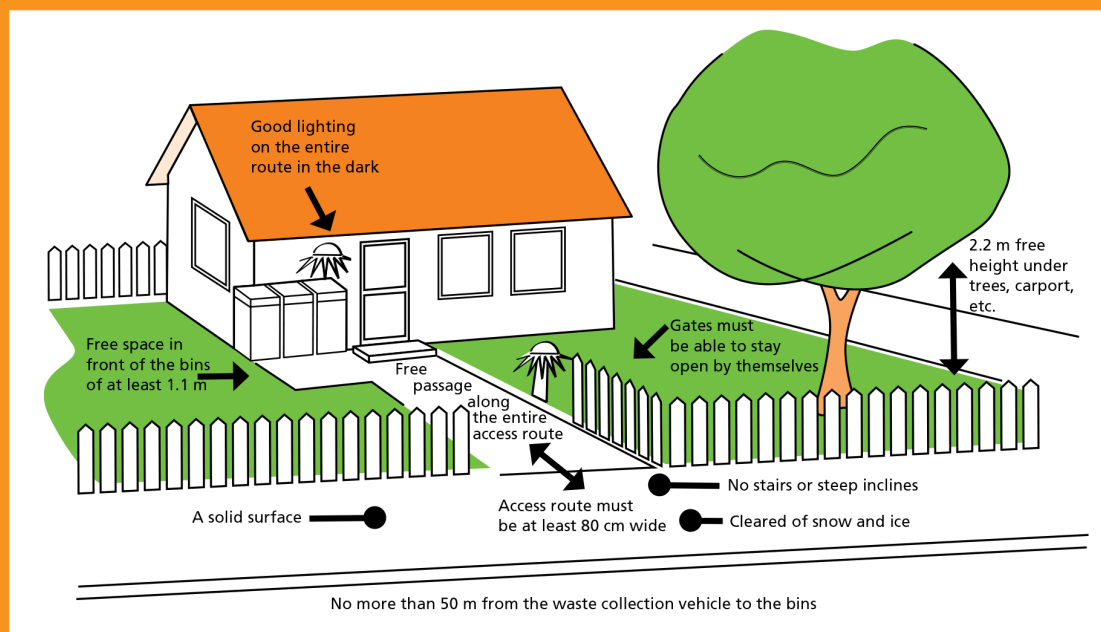 Good lighting
on the entire
route in the dark
2.2 m free
height under
trees, carport,
etc.
Gates must
be able to stay
open by themselves
Free space in
front of the bins
of at least 1.1 m
Free
passage
along
the entire
access route
Access route must
be at least 80 cm wide
No stairs or steep inclines
A solid surface
Cleared of snow and ice
No more than 50 m from the waste collection vehicle to the bins